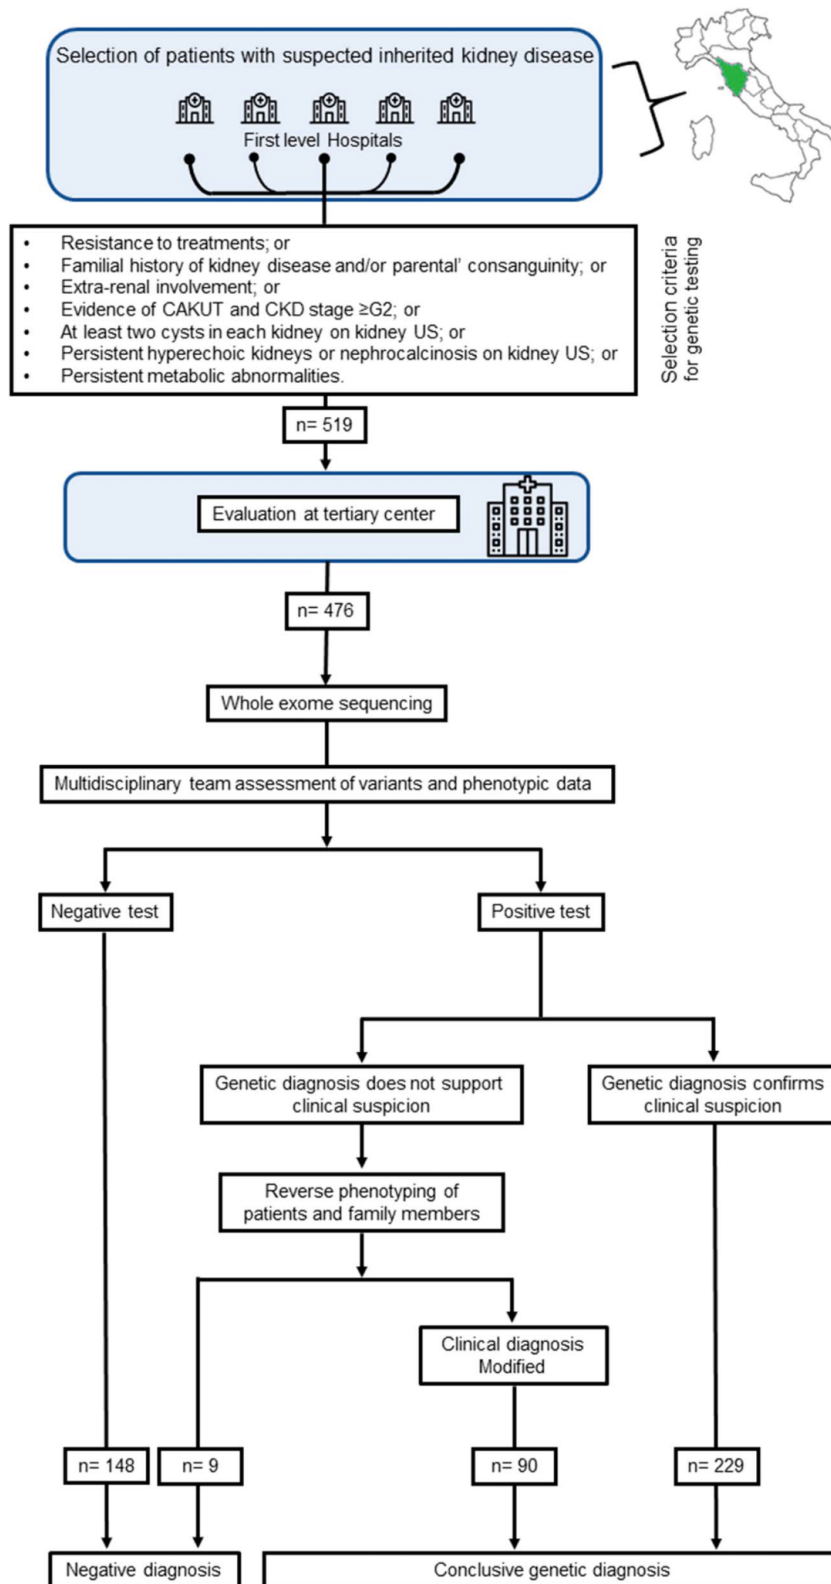 Selection of patients with suspected inherited kidney disease
First level Hospitals
• Resistance to treatments; or
• Familial history of kidney disease and/or parental' consanguinity; or
• Extra-renal involvement; or
• Evidence of CAKUT and CKD stage ≥G2; or
• At least two cysts in each kidney on kidney US; or
• Persistent hyperechoic kidneys or nephrocalcinosis on kidney US; or
• Persistent metabolic abnormalities.
Selection criteria
for genetic testing
n= 519
Evaluation at tertiary center
n= 476
Whole exome sequencing
Multidisciplinary team assessment of variants and phenotypic data
Negative test
Positive test
Genetic diagnosis does not support
clinical suspicion
Genetic diagnosis confirms
clinical suspicion
Reverse phenotyping of
patients and family members
Clinical diagnosis
Modified
n= 148
n= 9
n= 90
n= 229
Negative diagnosis
Conclusive genetic diagnosis